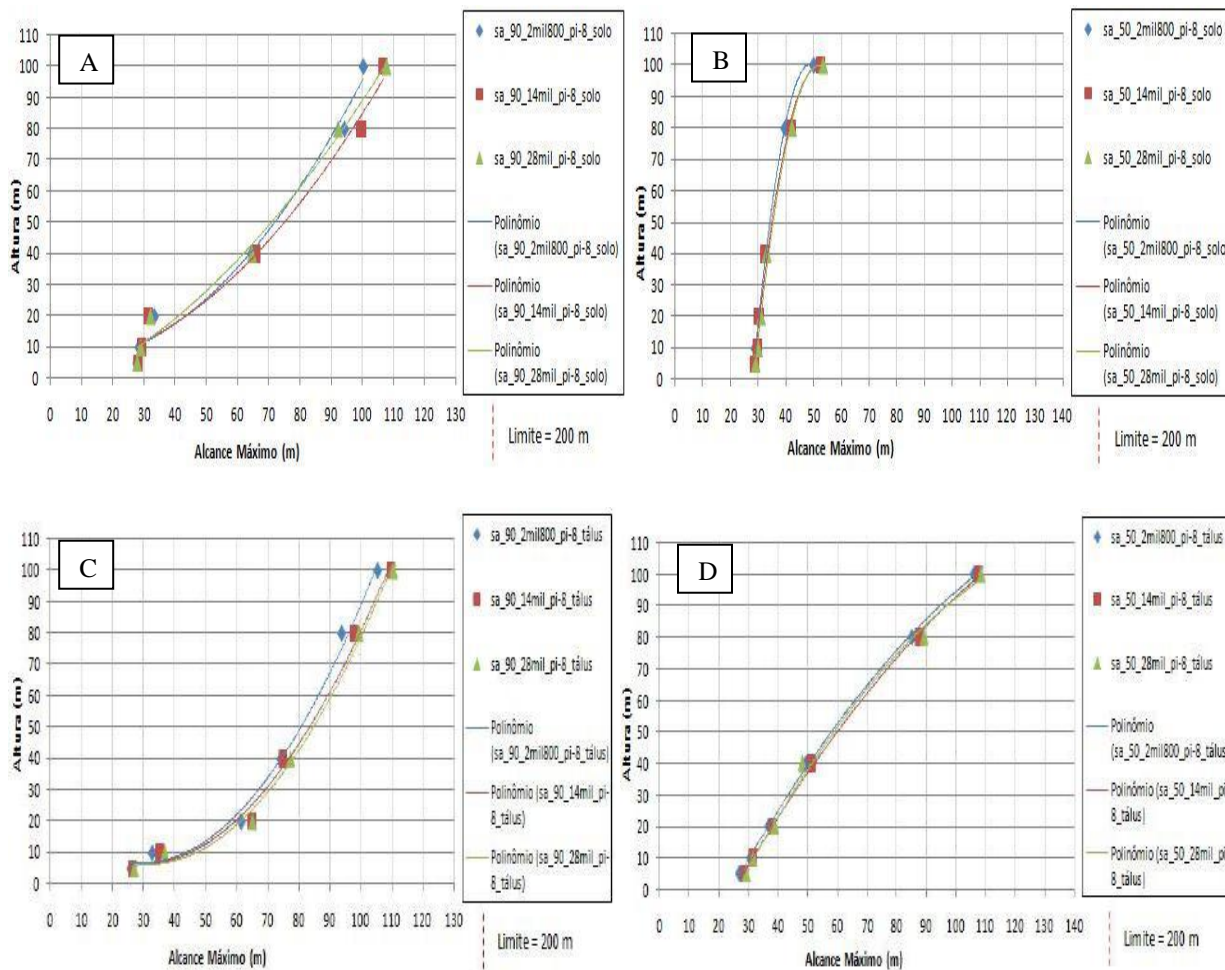 A
Altura (m)
110
100
90
80
70
60
50
40
30
20
10
0
0 10 20 30 40 50 60 70 80 90 100 110 120 130
Alcance Máximo (m)
sa_90_2mil800_pi-8_solo
sa_90_14mil_pi-8_solo
sa_90_28mil_pi-8_solo
Polinômio
(sa_90_2mil800_pi-8_solo)
Polinômio
(sa_90_14mil_pi-8_solo)
Polinômio
(sa_90_28mil_pi-8_solo)
Limite = 200 m
B
Altura (m)
110
100
90
80
70
60
50
40
30
20
10
0
0 10 20 30 40 50 60 70 80 90 100 110 120 130 140
Alcance Máximo (m)
sa_50_2mil800_pi-8_solo
sa_50_14mil_pi-8_solo
sa_50_28mil_pi-8_solo
Polinômio
(sa_50_2mil800_pi-8_solo)
Polinômio
(sa_50_14mil_pi-8_solo)
Polinômio
(sa_50_28mil_pi-8_solo)
Limite = 200 m
C
Altura (m)
110
100
90
80
70
60
50
40
30
20
10
0
0 10 20 30 40 50 60 70 80 90 100 110 120 130
Alcance Máximo (m)
sa_90_2mil800_pi-8_tálus
sa_90_14mil_pi-8_tálus
sa_90_28mil_pi-8_tálus
Polinômio
(sa_90_2mil800_pi-8_tálus)
Polinômio (sa_90_14mil_pi-
8_tálus)
Polinômio (sa_90_28mil_pi-
8_tálus)
Limite = 200 m
D
Altura (m)
110
100
90
80
70
60
50
40
30
20
10
0
0 10 20 30 40 50 60 70 80 90 100 110 120 130 140
Alcance Máximo (m)
sa_50_2mil800_pi-8_tálus
sa_50_14mil_pi-8_tálus
sa_50_28mil_pi-8_tálus
Polinômio
(sa_50_2mil800_pi-8_tálus
Polinômio (sa_50_14mil_pi-
8_tálus)
Polinômio (sa_50_28mil_pi-
8_tálus)
Limite = 200 m